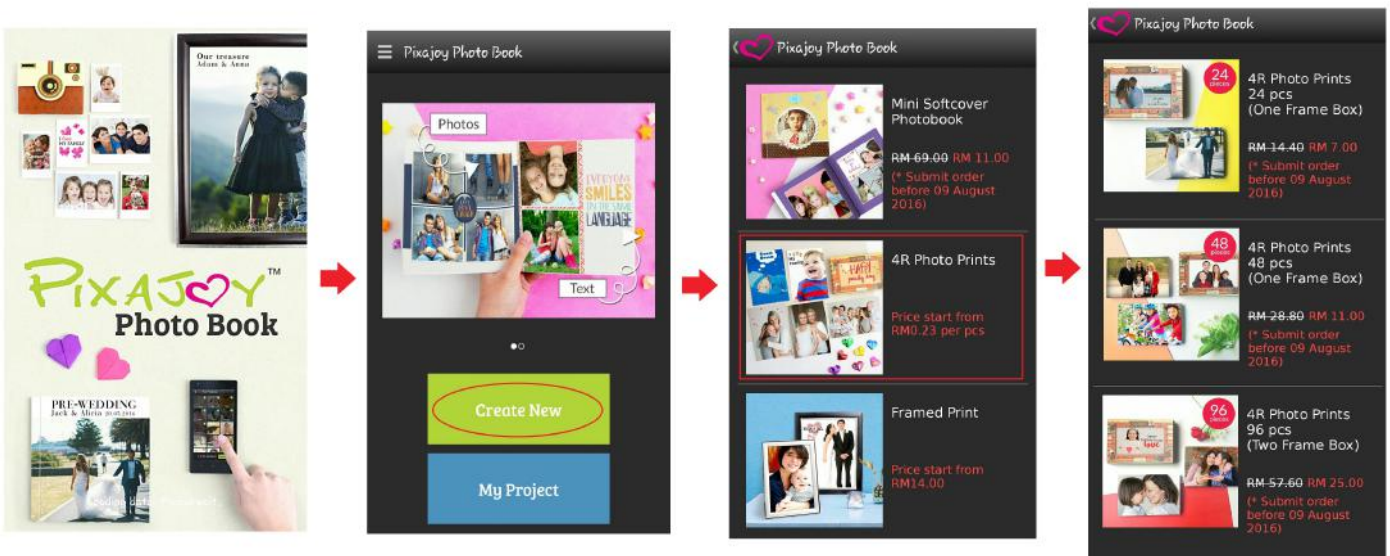 Our treasure
Adam & Anna
PIXAJOY™
Photo Book
PRE-WEDDING
Jack & Alicia 20.05.2016
Pixajoy Photo Book
Photos
EVERYONE
SMILES
IN THE SAME
LANGUAGE
Text
Create New
My Project
Pixajoy Photo Book
Mini Softcover
Photobook
RM 69.00 RM 11.00
(* Submit order
before 09 August
2016)
4R Photo Prints
Price start from
RM0.23 per pcs
Framed Print
Price start from
RM14.00
Pixajoy Photo Book
24
pieces
4R Photo Prints
24 pcs
(One Frame Box)
RM 14.40 RM 7.00
(* Submit order
before 09 August
2016)
48
pieces
4R Photo Prints
48 pcs
(One Frame Box)
RM 28.80 RM 11.00
(* Submit order
before 09 August
2016)
96
pieces
4R Photo Prints
96 pcs
(Two Frame Box)
RM 57.60 RM 25.00
(* Submit order
before 09 August
2016)